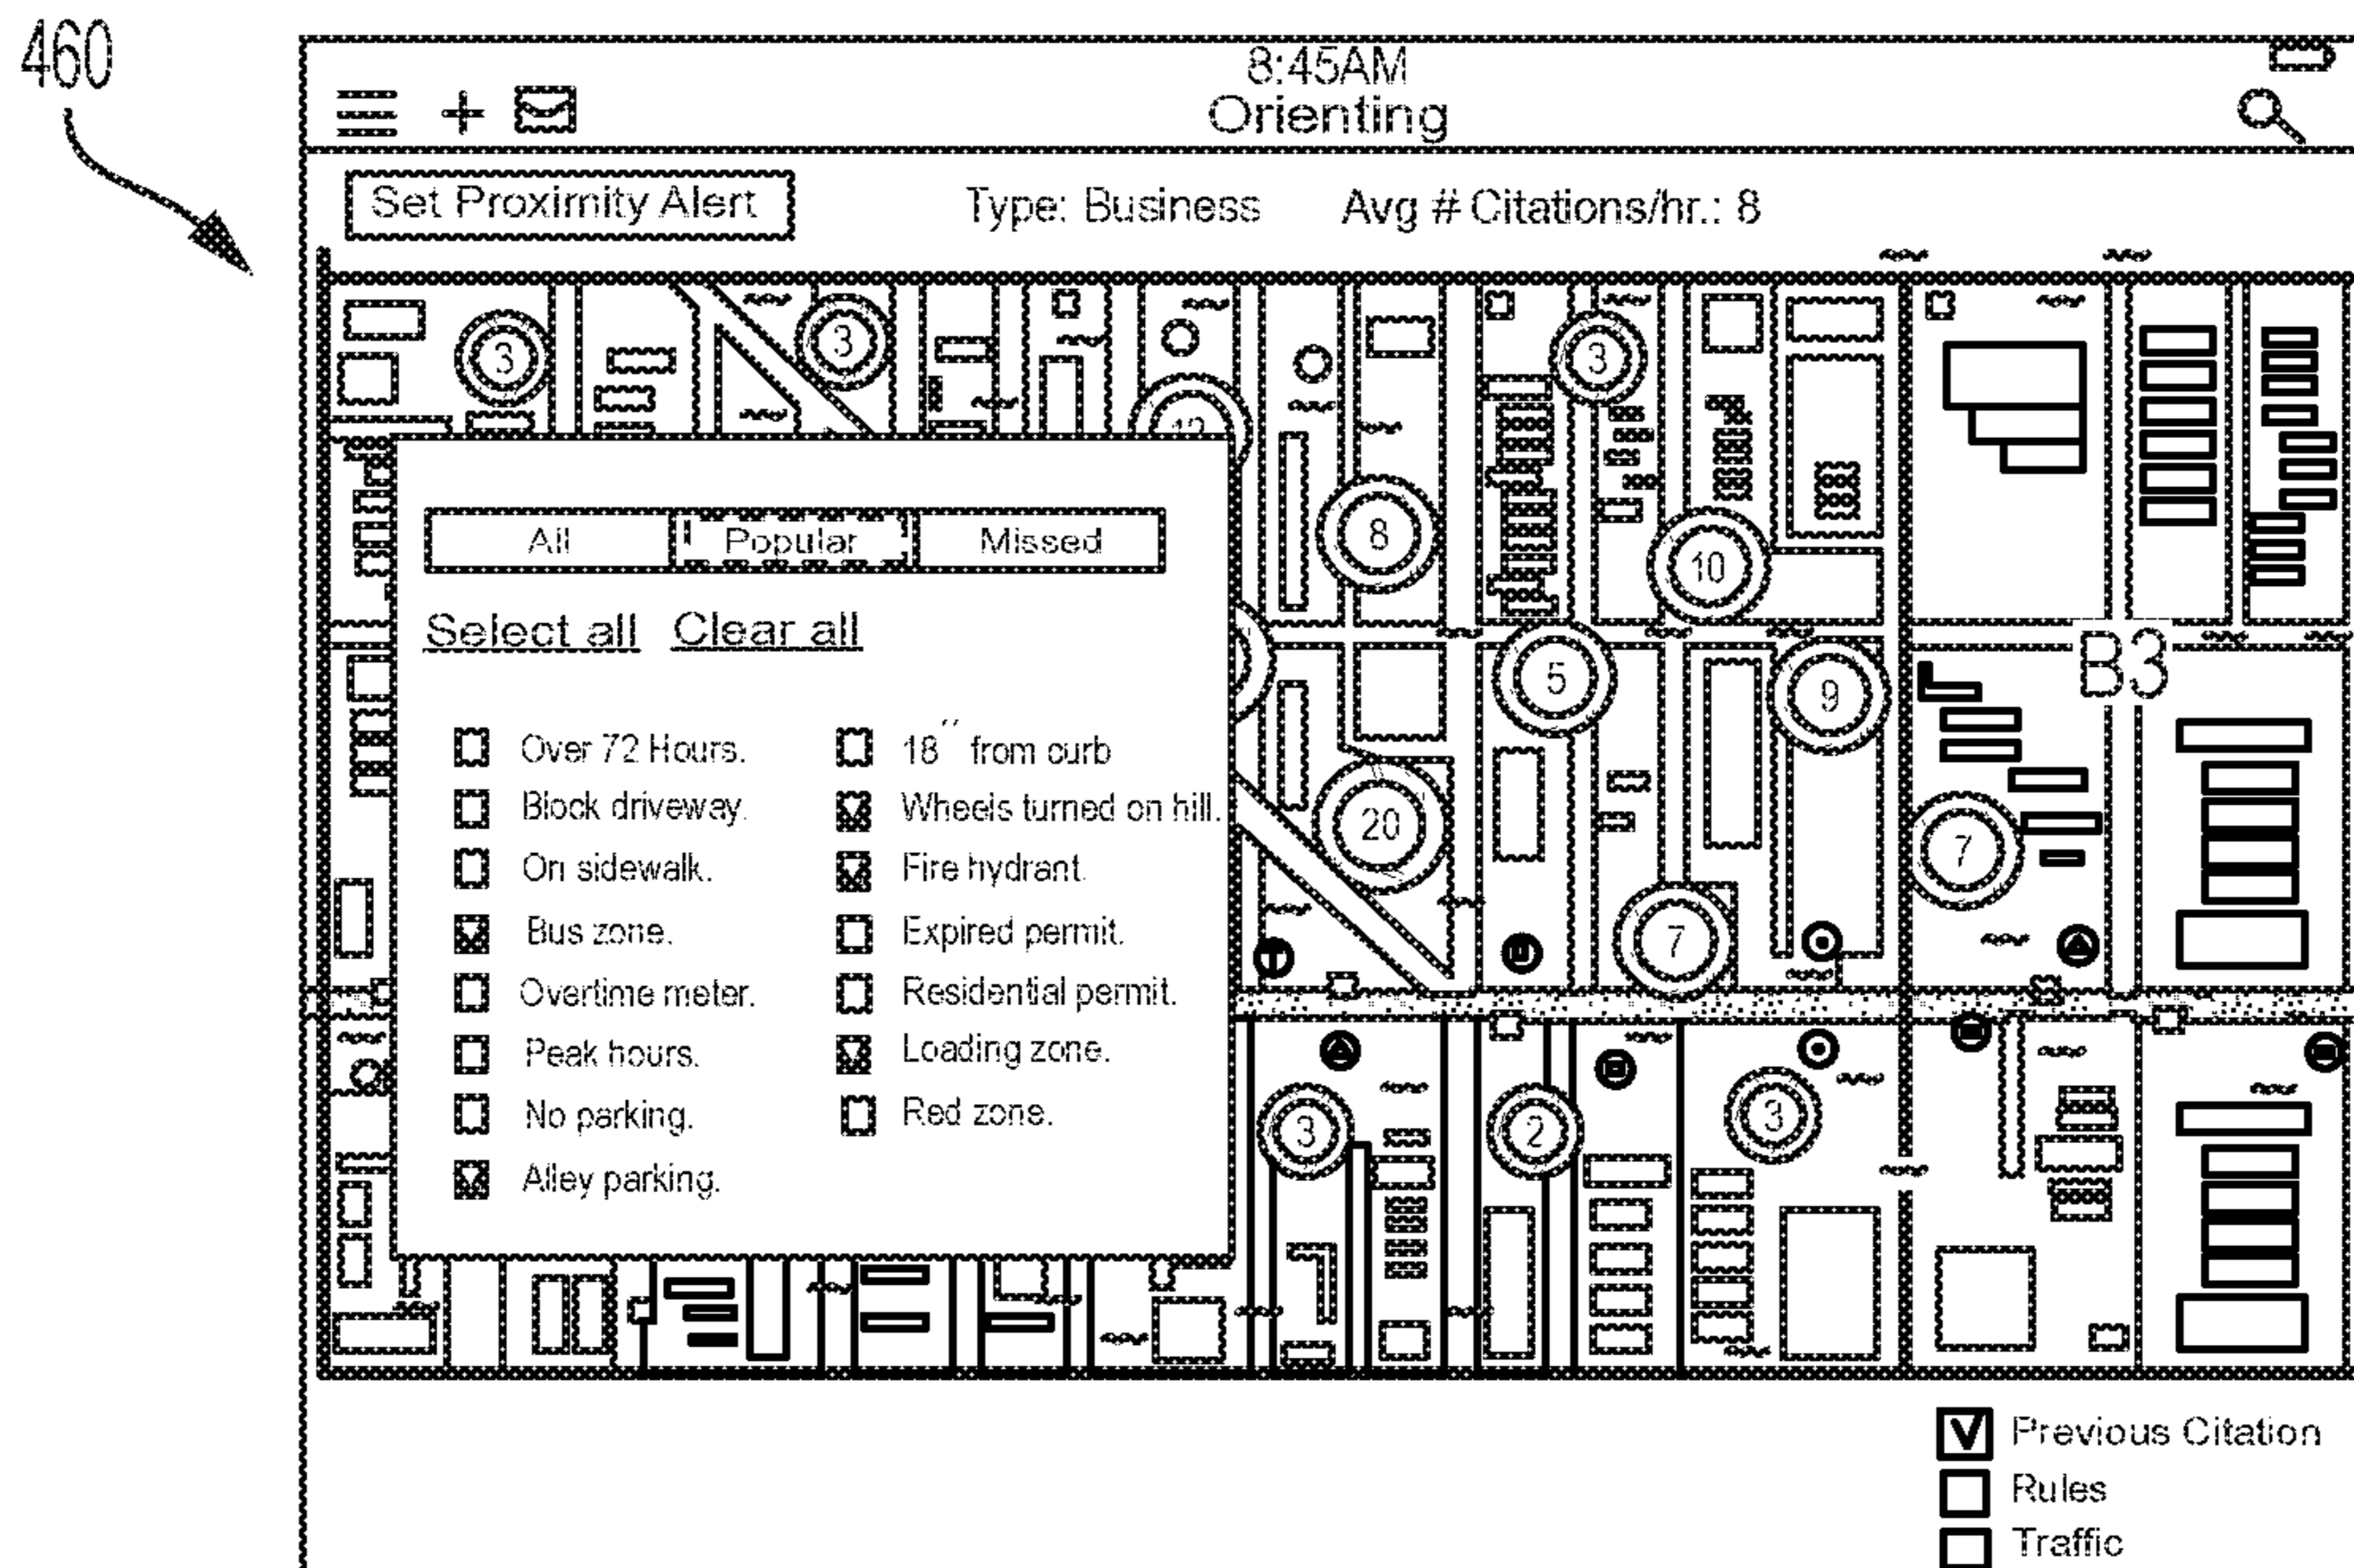 460
8:45AM
Orienting
Set Proximity Alert Type: Business Avg # Citations/hr.: 8
3 3 3
12
8
10
All Popular Missed
Select all Clear all
5 9 B3
Over 72 Hours. 18'' from curb
Block driveway. Wheels turned on hill.
20 7
On sidewalk. Fire hydrant.
Bus zone. Expired permit.
7
Overtime meter. Residential permit.
Peak hours. Loading zone.
No parking. Red zone.
3 2 3
Alley parking.
Previous Citation
Rules
Traffic